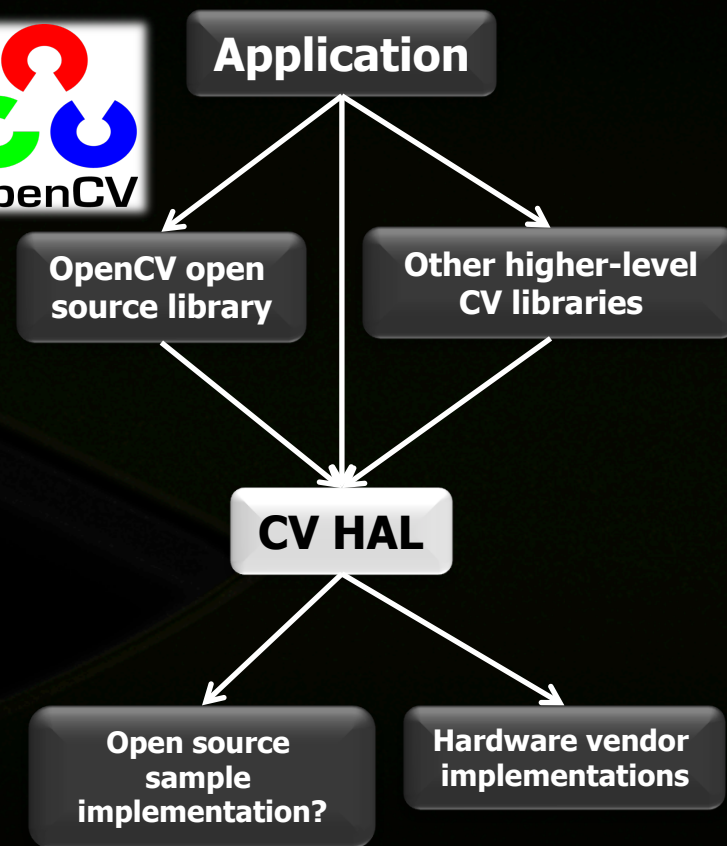 Application
penCV
OpenCV open
source library
Other higher-level
CV libraries
CV HAL
Open source
sample
implementation?
Hardware vendor
implementations